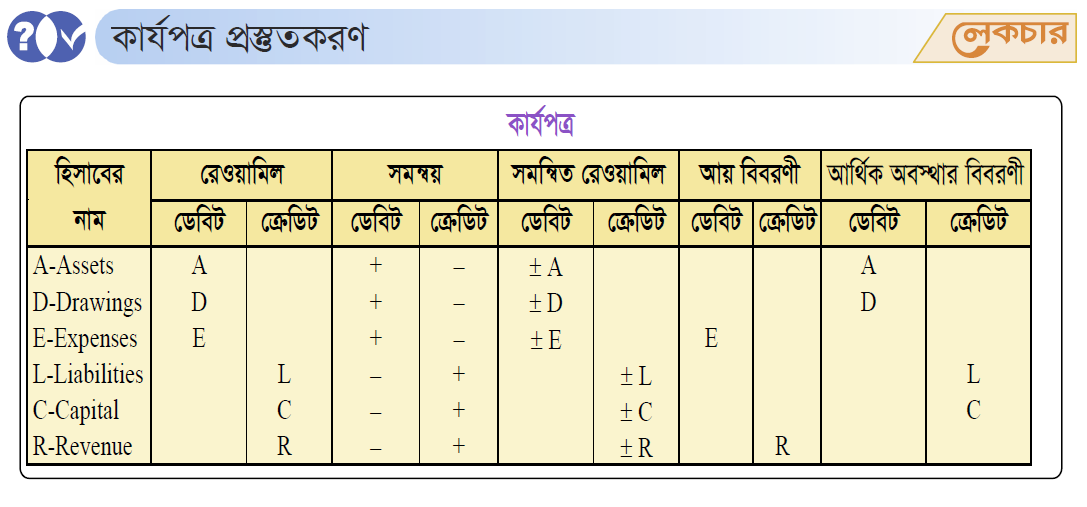 ? কার্যপত্র প্রস্তুতকরণ লেকচার
কার্যপত্র
হিসাবের নাম রেওয়ামিল সমন্বয় সমন্বিত রেওয়ামিল আয় বিবরণী আর্থিক অবস্থার বিবরণী
ডেবিট ক্রেডিট ডেবিট ক্রেডিট ডেবিট ক্রেডিট ডেবিট ক্রেডিট ডেবিট ক্রেডিট
A-Assets A + – ± A A
D-Drawings D + – ± D D
E-Expenses E + – ± E E
L-Liabilities L – + ± L L
C-Capital C – + ± C C
R-Revenue R – + ± R R